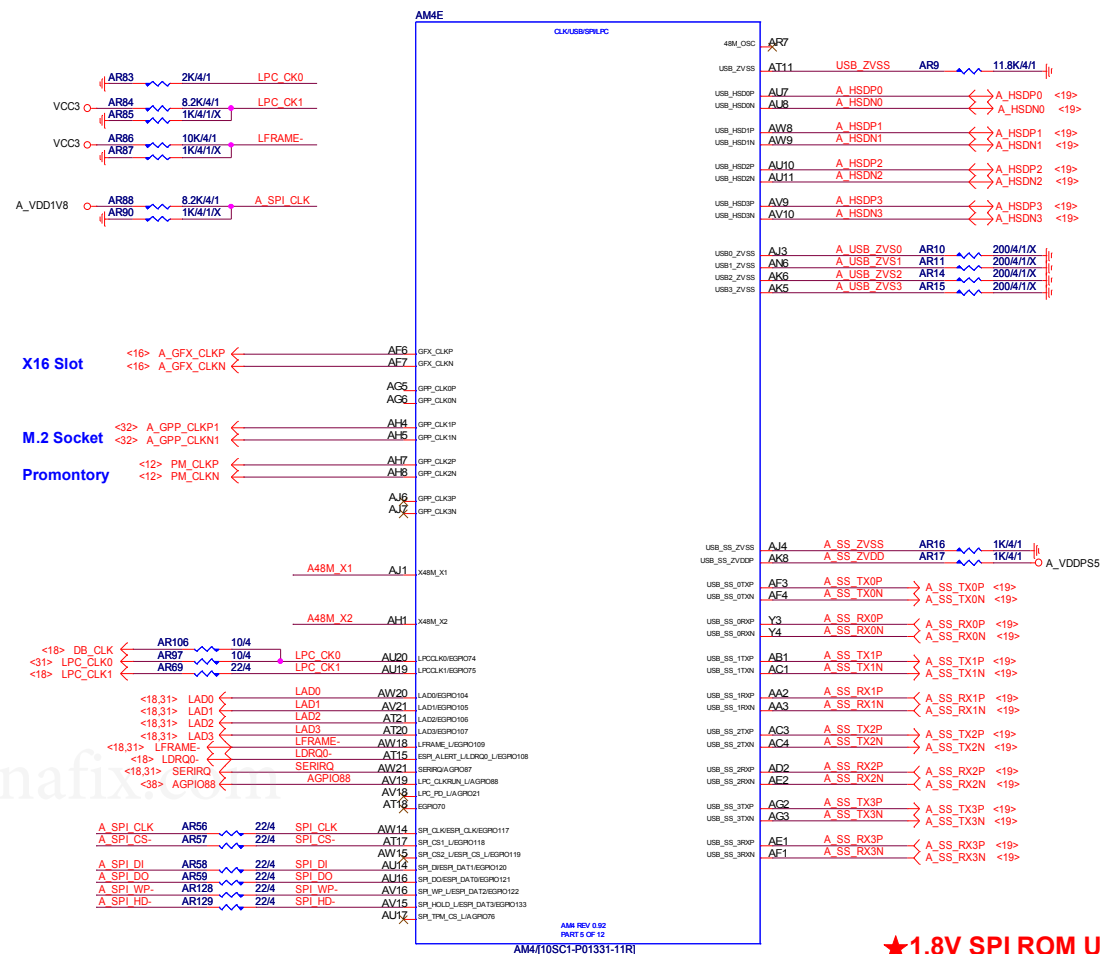 AM4E
CLK/USB/SPI/LPC
AR83 2K/4/1 LPC_CK0
VCC3 AR84 8.2K/4/1 LPC_CK1
AR85 1K/4/1/X
VCC3 AR86 10K/4/1 LFRAME-
AR87 1K/4/1/X
A_VDD1V8 AR88 8.2K/4/1 A_SPI_CLK
AR90 1K/4/1/X
X16 Slot
<16> A_GFX_CLKP AF6 GFX_CLKP
<16> A_GFX_CLKN AF7 GFX_CLKN
AG5 GPP_CLK0P
AG6 GPP_CLK0N
M.2 Socket
<32> A_GPP_CLKP1 AH4 GPP_CLK1P
<32> A_GPP_CLKN1 AH5 GPP_CLK1N
Promontory
<12> PM_CLKP AH7 GPP_CLK2P
<12> PM_CLKN AH8 GPP_CLK2N
AJ6 GPP_CLK3P
AJ7 GPP_CLK3N
A48M_X1 AJ1 X48M_X1
A48M_X2 AH1 X48M_X2
<18> DB_CLK AR106 10/4
<31> LPC_CLK0 AR97 10/4 LPC_CK0 AU20 LPCCLK0/EGPIO74
<18> LPC_CLK1 AR69 22/4 LPC_CK1 AU19 LPCCLK1/EGPIO75
<18,31> LAD0 LAD0 AW20 LAD0/EGPIO104
<18,31> LAD1 LAD1 AV21 LAD1/EGPIO105
<18,31> LAD2 LAD2 AT21 LAD2/EGPIO106
<18,31> LAD3 LAD3 AT20 LAD3/EGPIO107
<18,31> LFRAME- LFRAME- AW18 LFRAME_L/EGPIO109
<18> LDRQ0- LDRQ0- AT15 ESPI_ALERT_L/LDRQ0_L/EGPIO108
<18,31> SERIRQ SERIRQ AW21 SERIRQ/AGPIO87
<38> AGPIO88 AGPIO88 AV19 LPC_CLKRUN_L/AGPIO88
AV18 LPC_PD_L/AGPIO21
AT18 EGPIO70
A_SPI_CLK AR56 22/4 SPI_CLK AW14 SPI_CLK/ESPI_CLK/EGPIO117
A_SPI_CS- AR57 22/4 SPI_CS- AT17 SPI_CS1_L/EGPIO118
AW15 SPI_CS2_L/ESPI_CS_L/EGPIO119
A_SPI_DI AR58 22/4 SPI_DI AU14 SPI_DI/ESPI_DAT1/EGPIO120
A_SPI_DO AR59 22/4 SPI_DO AU16 SPI_DO/ESPI_DAT0/EGPIO121
A_SPI_WP- AR128 22/4 SPI_WP- AV16 SPI_WP_L/ESPI_DAT2/EGPIO122
A_SPI_HD- AR129 22/4 SPI_HD- AV15 SPI_HOLD_L/ESPI_DAT3/EGPIO133
AU17 SPI_TPM_CS_L/AGPIO76
48M_OSC AR7
USB_ZVSS AT11 USB_ZVSS AR9 11.8K/4/1
USB_HSD0P AU7 A_HSDP0 A_HSDP0 <19>
USB_HSD0N AU8 A_HSDN0 A_HSDN0 <19>
USB_HSD1P AW8 A_HSDP1 A_HSDP1 <19>
USB_HSD1N AW9 A_HSDN1 A_HSDN1 <19>
USB_HSD2P AU10 A_HSDP2 A_HSDP2 <19>
USB_HSD2N AU11 A_HSDN2 A_HSDN2 <19>
USB_HSD3P AV9 A_HSDP3 A_HSDP3 <19>
USB_HSD3N AV10 A_HSDN3 A_HSDN3 <19>
USB0_ZVSS AJ3 A_USB_ZVS0 AR10 200/4/1/X
USB1_ZVSS AN6 A_USB_ZVS1 AR11 200/4/1/X
USB2_ZVSS AK6 A_USB_ZVS2 AR14 200/4/1/X
USB3_ZVSS AK5 A_USB_ZVS3 AR15 200/4/1/X
USB_SS_ZVSS AJ4 A_SS_ZVSS AR16 1K/4/1
USB_SS_ZVDDP AK8 A_SS_ZVDD AR17 1K/4/1 A_VDDPS5
USB_SS_0TXP AF3 A_SS_TX0P A_SS_TX0P <19>
USB_SS_0TXN AF4 A_SS_TX0N A_SS_TX0N <19>
USB_SS_0RXP Y3 A_SS_RX0P A_SS_RX0P <19>
USB_SS_0RXN Y4 A_SS_RX0N A_SS_RX0N <19>
USB_SS_1TXP AB1 A_SS_TX1P A_SS_TX1P <19>
USB_SS_1TXN AC1 A_SS_TX1N A_SS_TX1N <19>
USB_SS_1RXP AA2 A_SS_RX1P A_SS_RX1P <19>
USB_SS_1RXN AA3 A_SS_RX1N A_SS_RX1N <19>
USB_SS_2TXP AC3 A_SS_TX2P A_SS_TX2P <19>
USB_SS_2TXN AC4 A_SS_TX2N A_SS_TX2N <19>
USB_SS_2RXP AD2 A_SS_RX2P A_SS_RX2P <19>
USB_SS_2RXN AE2 A_SS_RX2N A_SS_RX2N <19>
USB_SS_3TXP AG2 A_SS_TX3P A_SS_TX3P <19>
USB_SS_3TXN AG3 A_SS_TX3N A_SS_TX3N <19>
USB_SS_3RXP AE1 A_SS_RX3P A_SS_RX3P <19>
USB_SS_3RXN AF1 A_SS_RX3N A_SS_RX3N <19>
AM4 REV 0.92
PART 5 OF 12
AM4/[10SC1-P01331-11R]
★1.8V SPI ROM U
nafix.com